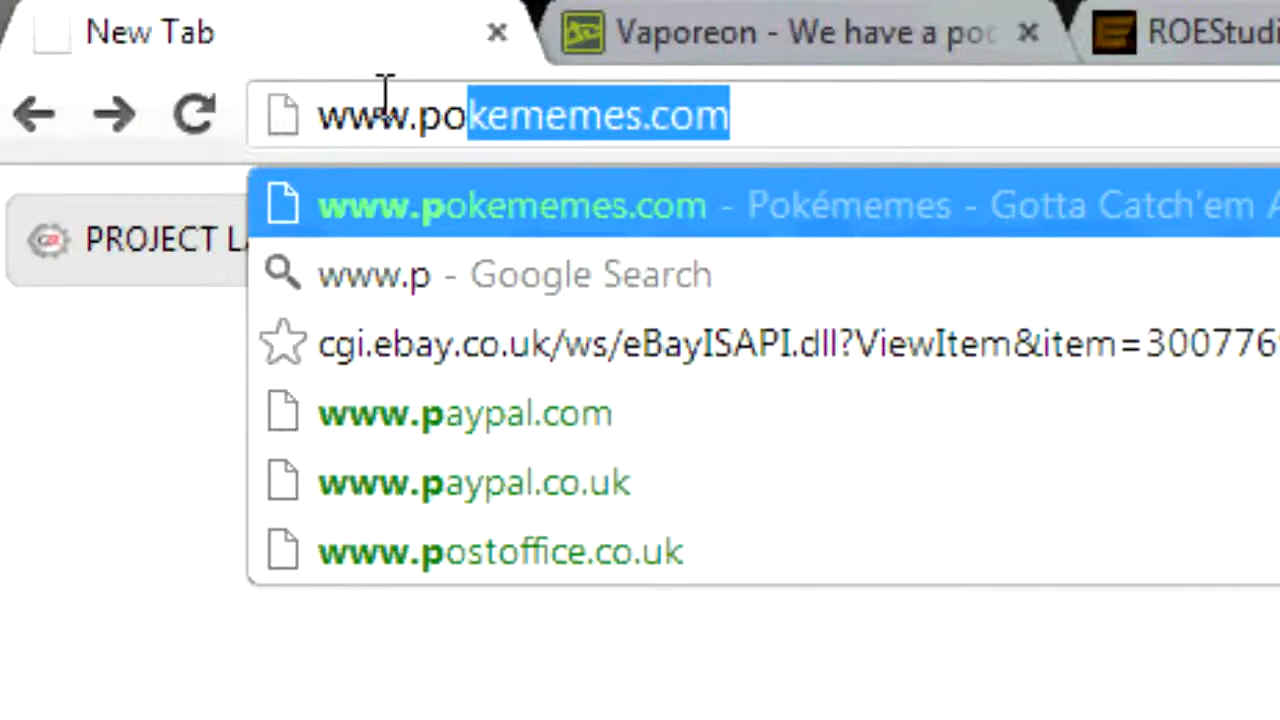 New Tab
Vaporeon - We have a poc
ROEStudi
www.pokememes.com
www.pokememes.com - Pokémemes - Gotta Catch'em A
PROJECT L
www.p - Google Search
cgi.ebay.co.uk/ws/eBayISAPI.dll?ViewItem&item=300776
www.paypal.com
www.paypal.co.uk
www.postoffice.co.uk